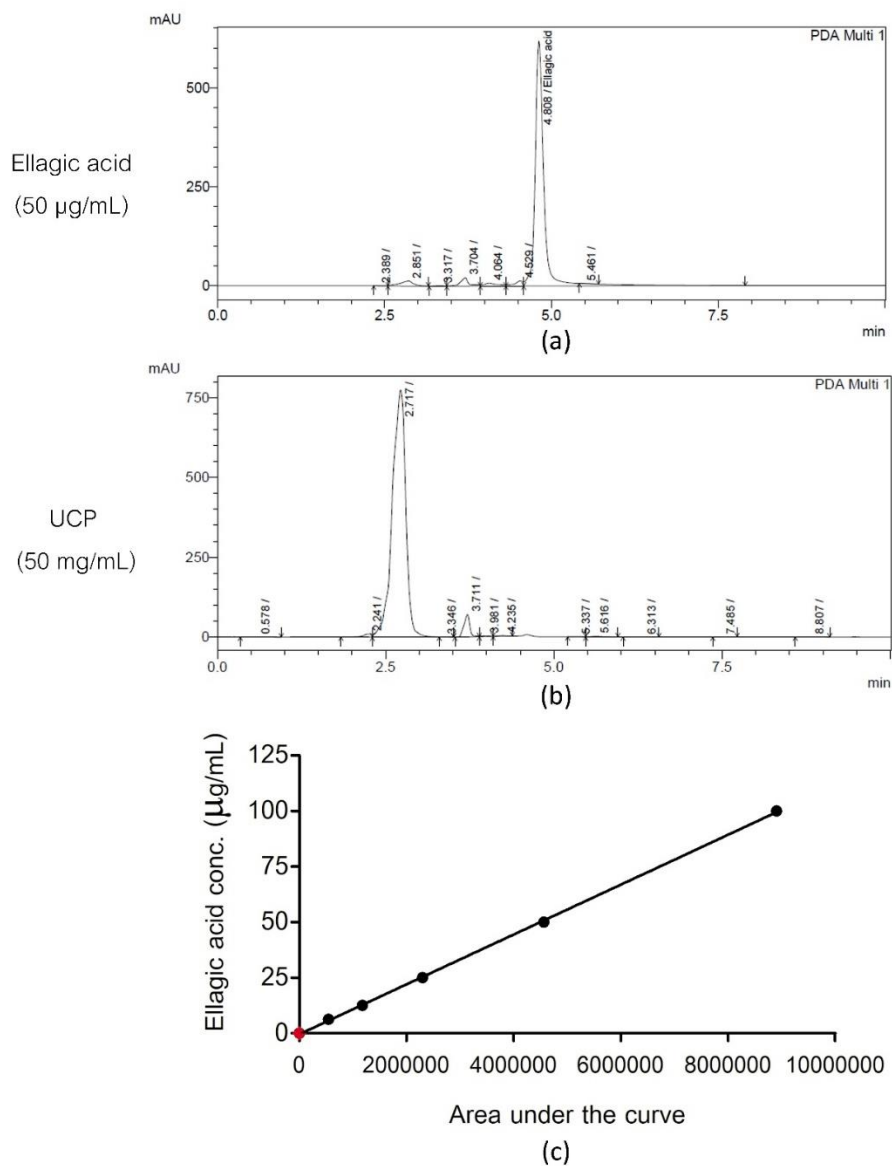 mAU
PDA Multi 1
500
250
0
Ellagic acid
(50 µg/mL)
2.389 /
2.851 /
3.317 /
3.704 /
4.064 /
4.529 /
4.808 / Ellagic acid
5.461 /
0.0 2.5 5.0 7.5
min
(a)
mAU
PDA Multi 1
750
500
250
0
UCP
(50 mg/mL)
0.578 /
2.241 /
2.717 /
3.346 /
3.711 /
3.981 /
4.235 /
5.337 /
5.616 /
6.313 /
7.485 /
8.807 /
0.0 2.5 5.0 7.5
min
(b)
Ellagic acid conc. (µg/mL)
125
100
75
50
25
0
0 2000000 4000000 6000000 8000000 10000000
Area under the curve
(c)